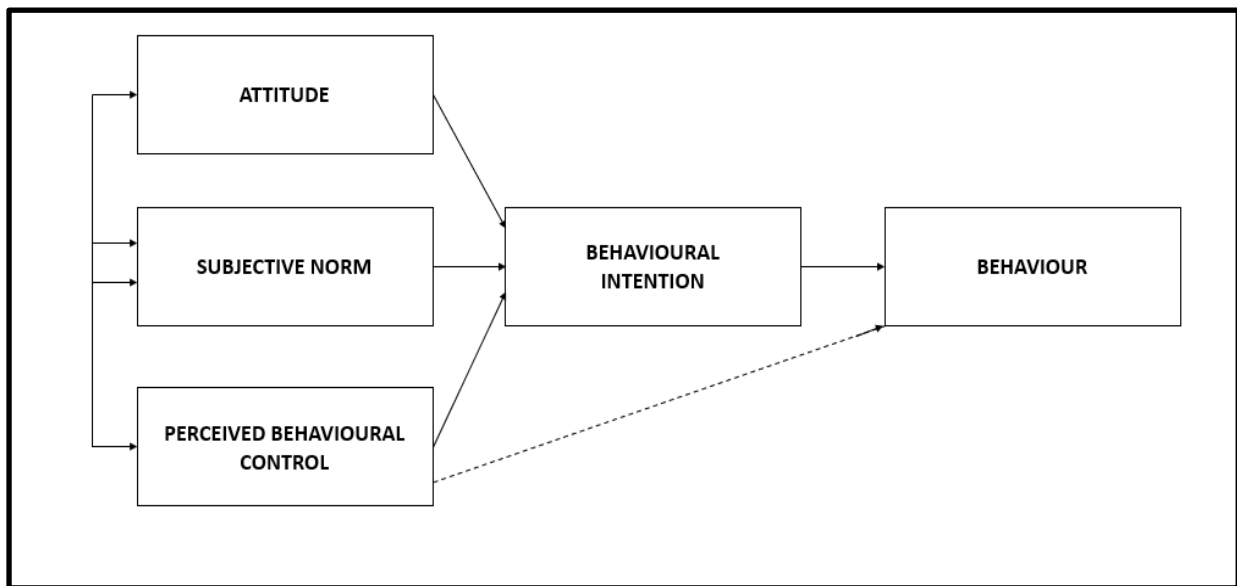 ATTITUDE
SUBJECTIVE NORM
BEHAVIOURAL
INTENTION
BEHAVIOUR
PERCEIVED BEHAVIOURAL
CONTROL